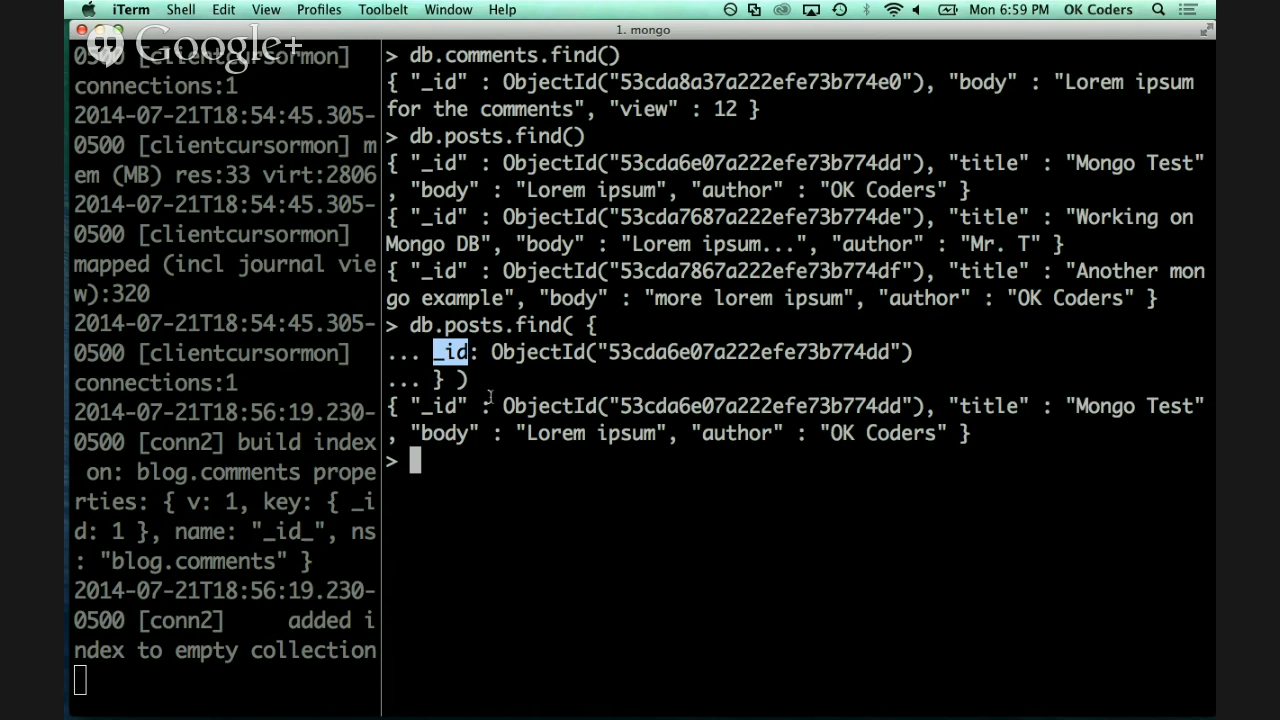 iTerm Shell Edit View Profiles Toolbelt Window Help Mon 6:59 PM OK Coders
1. mongo
Google+
0500 [clientcursormon]
connections:1
2014-07-21T18:54:45.305-
0500 [clientcursormon] m
em (MB) res:33 virt:2806
2014-07-21T18:54:45.305-
0500 [clientcursormon]
mapped (incl journal vie
w):320
2014-07-21T18:54:45.305-
0500 [clientcursormon]
connections:1
2014-07-21T18:56:19.230-
0500 [conn2] build index
on: blog.comments prope
rties: { v: 1, key: { _i
d: 1 }, name: "_id_", ns
: "blog.comments" }
2014-07-21T18:56:19.230-
0500 [conn2] added i
ndex to empty collection
> db.comments.find()
{ "_id" : ObjectId("53cda8a37a222efe73b774e0"), "body" : "Lorem ipsum
for the comments", "view" : 12 }
> db.posts.find()
{ "_id" : ObjectId("53cda6e07a222efe73b774dd"), "title" : "Mongo Test"
, "body" : "Lorem ipsum", "author" : "OK Coders" }
{ "_id" : ObjectId("53cda7687a222efe73b774de"), "title" : "Working on
Mongo DB", "body" : "Lorem ipsum...", "author" : "Mr. T" }
{ "_id" : ObjectId("53cda7867a222efe73b774df"), "title" : "Another mon
go example", "body" : "more lorem ipsum", "author" : "OK Coders" }
> db.posts.find( {
... _id: ObjectId("53cda6e07a222efe73b774dd")
... } )
{ "_id" : ObjectId("53cda6e07a222efe73b774dd"), "title" : "Mongo Test"
, "body" : "Lorem ipsum", "author" : "OK Coders" }
>